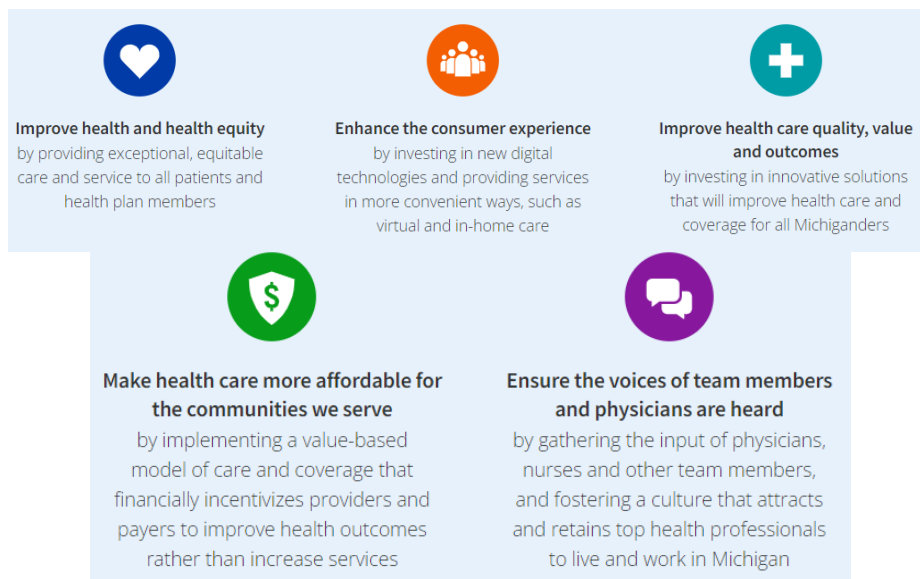 Improve health and health equity
by providing exceptional, equitable
care and service to all patients and
health plan members
Enhance the consumer experience
by investing in new digital
technologies and providing services
in more convenient ways, such as
virtual and in-home care
Improve health care quality, value
and outcomes
by investing in innovative solutions
that will improve health care and
coverage for all Michiganders
$
Make health care more affordable for
the communities we serve
by implementing a value-based
model of care and coverage that
financially incentivizes providers and
payers to improve health outcomes
rather than increase services
Ensure the voices of team members
and physicians are heard
by gathering the input of physicians,
nurses and other team members,
and fostering a culture that attracts
and retains top health professionals
to live and work in Michigan